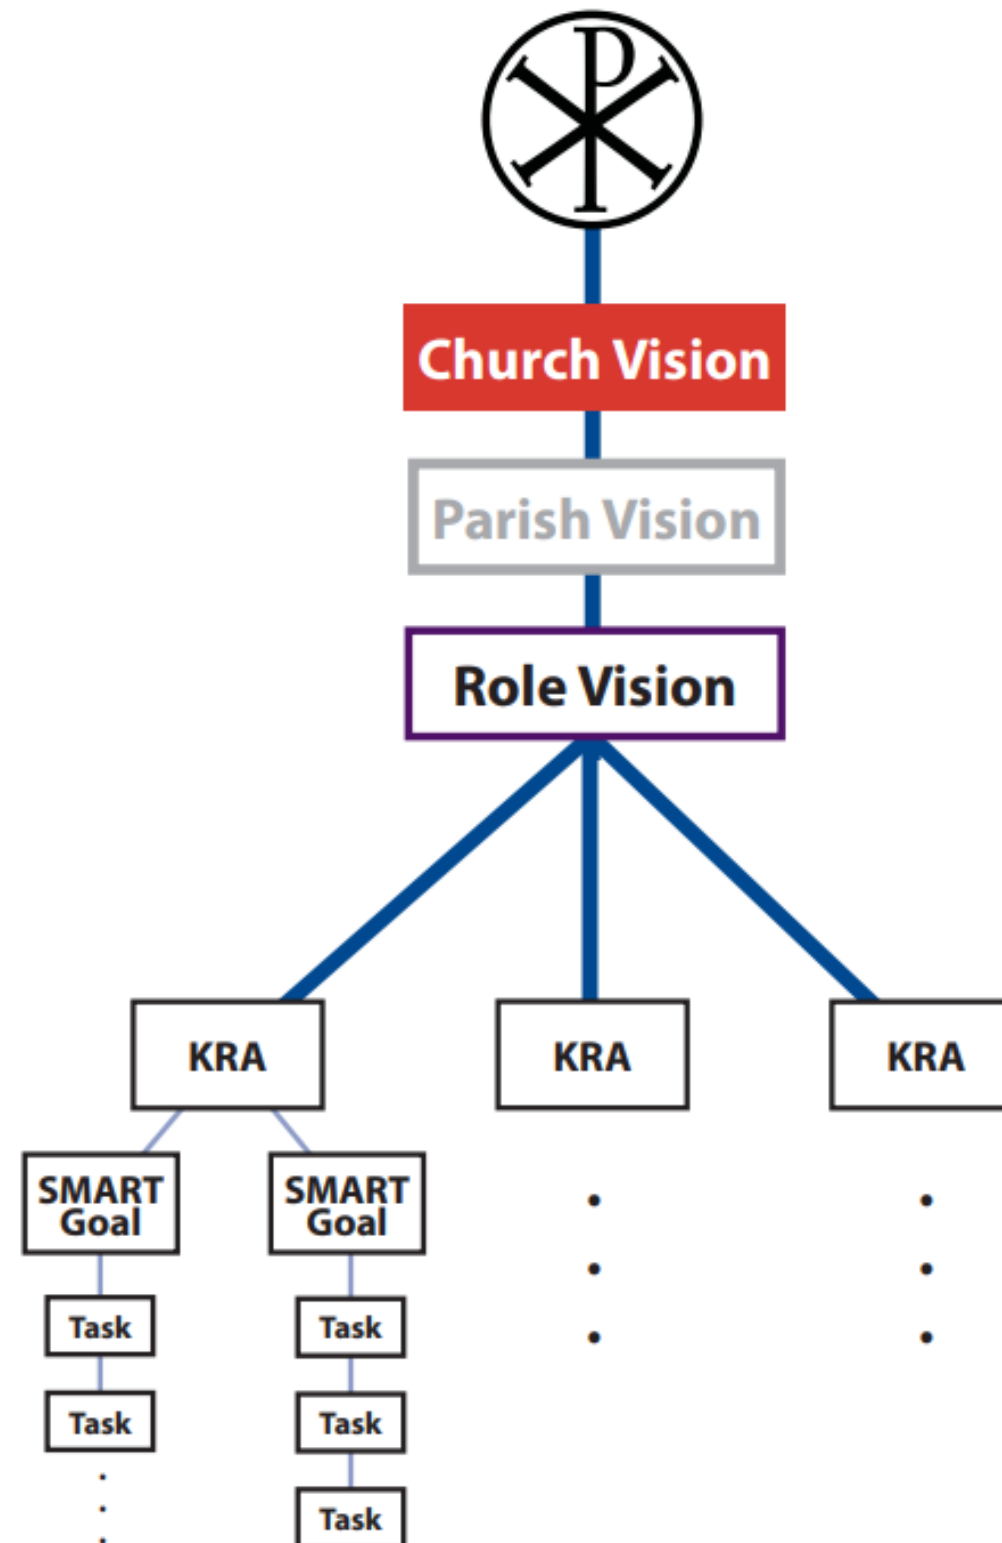 Church Vision
Parish Vision
Role Vision
KRA KRA KRA
SMART SMART
Goal Goal
Task Task
Task Task
Task